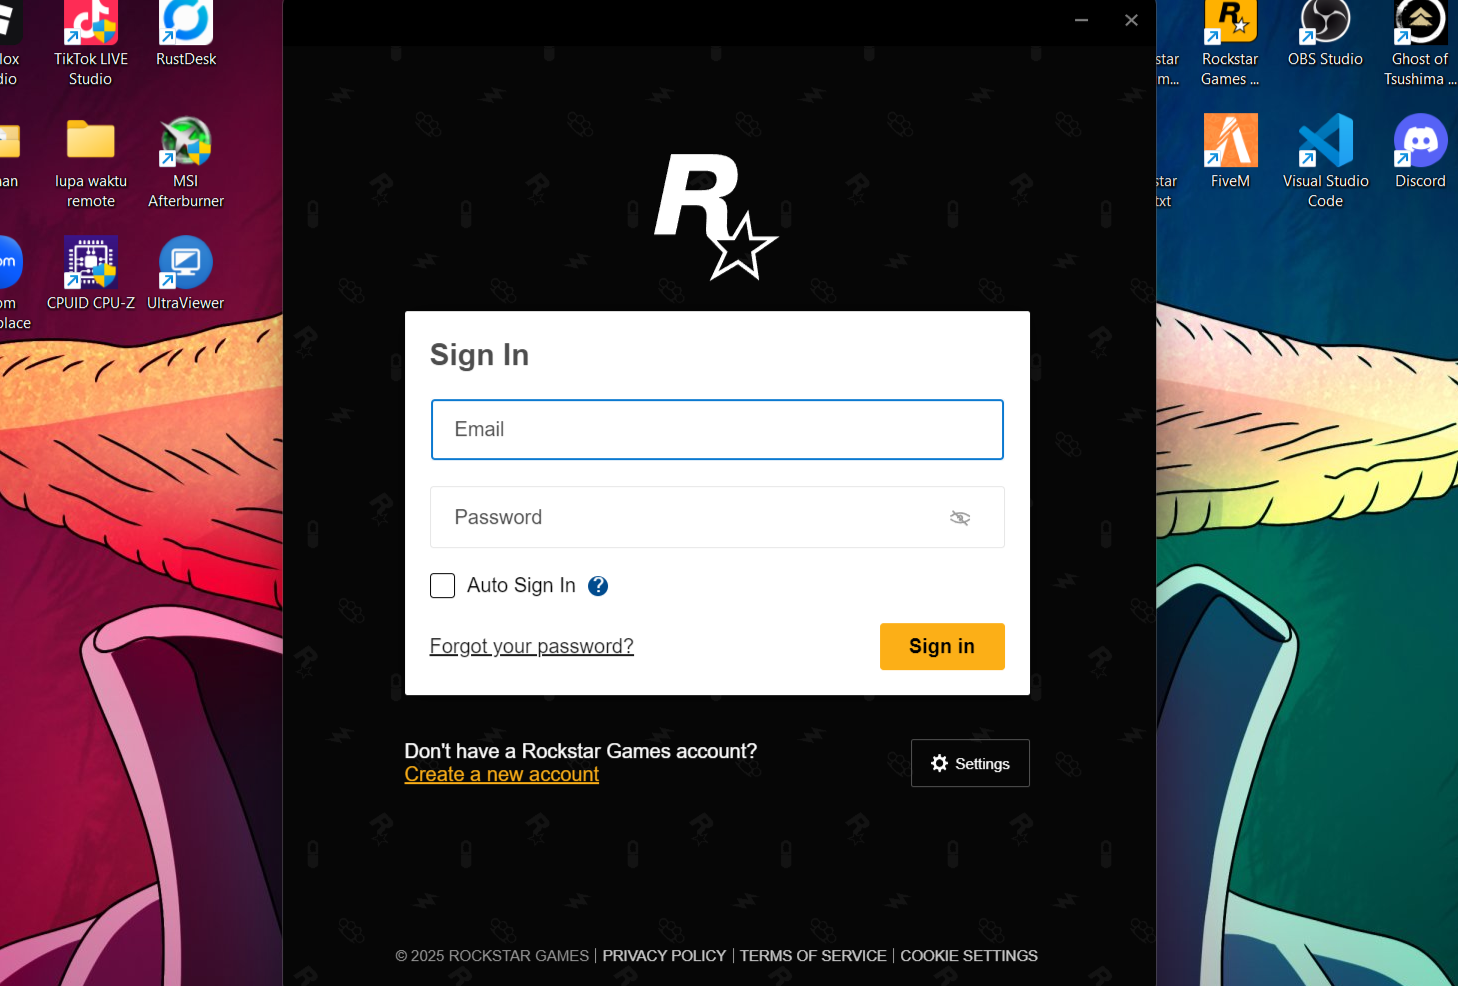 lox
dio
TikTok LIVE
Studio
RustDesk
nan
lupa waktu
remote
MSI
Afterburner
om
om
place
CPUID CPU-Z
UltraViewer
R
Sign In
Email
Password
Auto Sign In ?
Forgot your password?
Sign in
Don't have a Rockstar Games account?
Create a new account
Settings
© 2025 ROCKSTAR GAMES | PRIVACY POLICY | TERMS OF SERVICE | COOKIE SETTINGS
star
m...
R
Rockstar
Games ...
OBS Studio
Ghost of
Tsushima ...
star
txt
FiveM
Visual Studio
Code
Discord